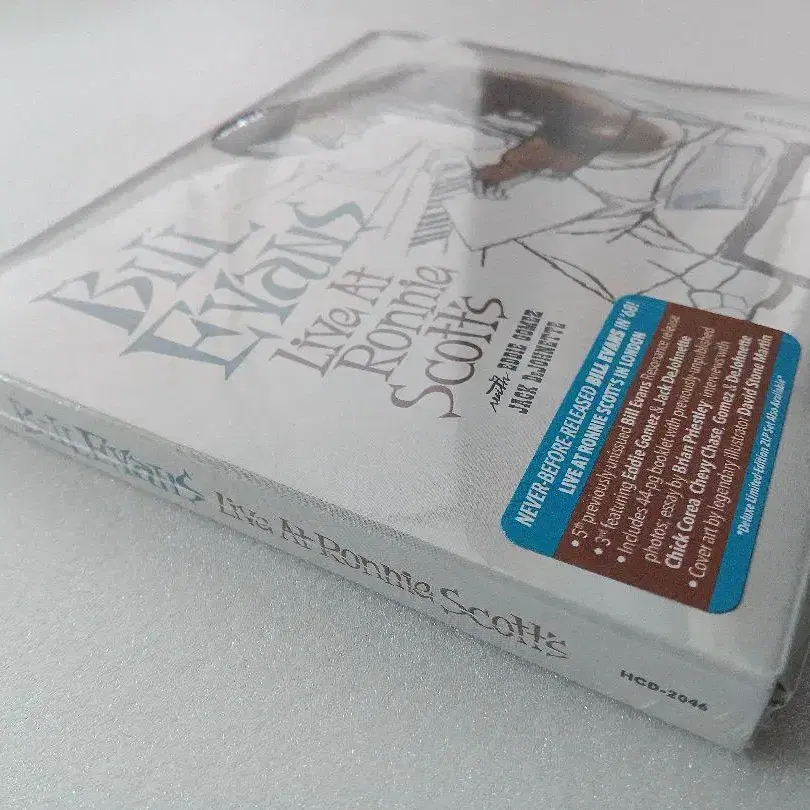 Bill
Evans
Live At
Ronnie
Scott's
with EDDIE GOMEZ
JACK DeJOHNETTE
NEVER-BEFORE-RELEASED BILL EVANS IN '68!
LIVE AT RONNIE SCOTT'S IN LONDON
• 5th previously-unissued Bill Evans Resonance release
• 3rd featuring Eddie Gomez & Jack DeJohnette
• Includes 44-pg booklet with previously unpublished
photos; essay by Brian Priestley; interviews with
Chick Corea, Chevy Chase, Gomez & DeJohnette
• Cover art by legendary illustrator David Stone Martin
*Deluxe Limited-Edition 2LP Set Also Available*
Bill Evans Live At Ronnie Scott's
HCD-2046